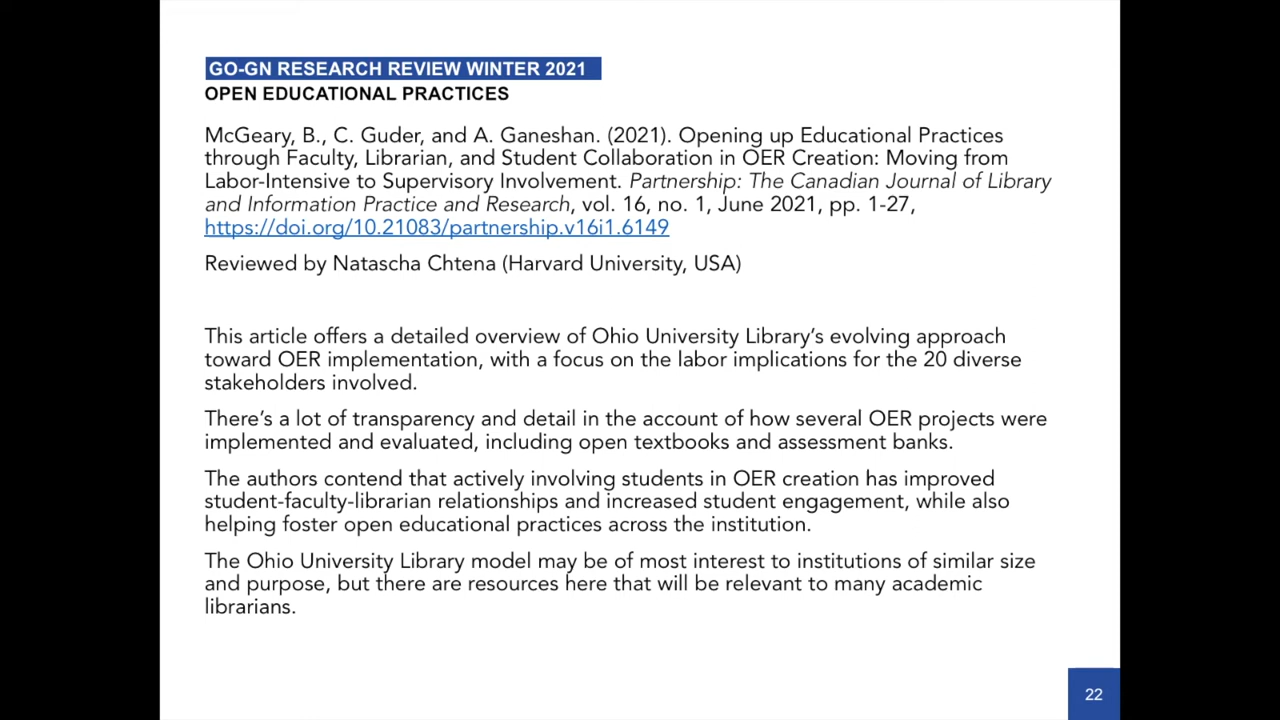 GO-GN RESEARCH REVIEW WINTER 2021
OPEN EDUCATIONAL PRACTICES
McGeary, B., C. Guder, and A. Ganeshan. (2021). Opening up Educational Practices
through Faculty, Librarian, and Student Collaboration in OER Creation: Moving from
Labor-Intensive to Supervisory Involvement. Partnership: The Canadian Journal of Library
and Information Practice and Research, vol. 16, no. 1, June 2021, pp. 1-27,
https://doi.org/10.21083/partnership.v16i1.6149
Reviewed by Natascha Chtena (Harvard University, USA)
This article offers a detailed overview of Ohio University Library’s evolving approach
toward OER implementation, with a focus on the labor implications for the 20 diverse
stakeholders involved.
There’s a lot of transparency and detail in the account of how several OER projects were
implemented and evaluated, including open textbooks and assessment banks.
The authors contend that actively involving students in OER creation has improved
student-faculty-librarian relationships and increased student engagement, while also
helping foster open educational practices across the institution.
The Ohio University Library model may be of most interest to institutions of similar size
and purpose, but there are resources here that will be relevant to many academic
librarians.
22